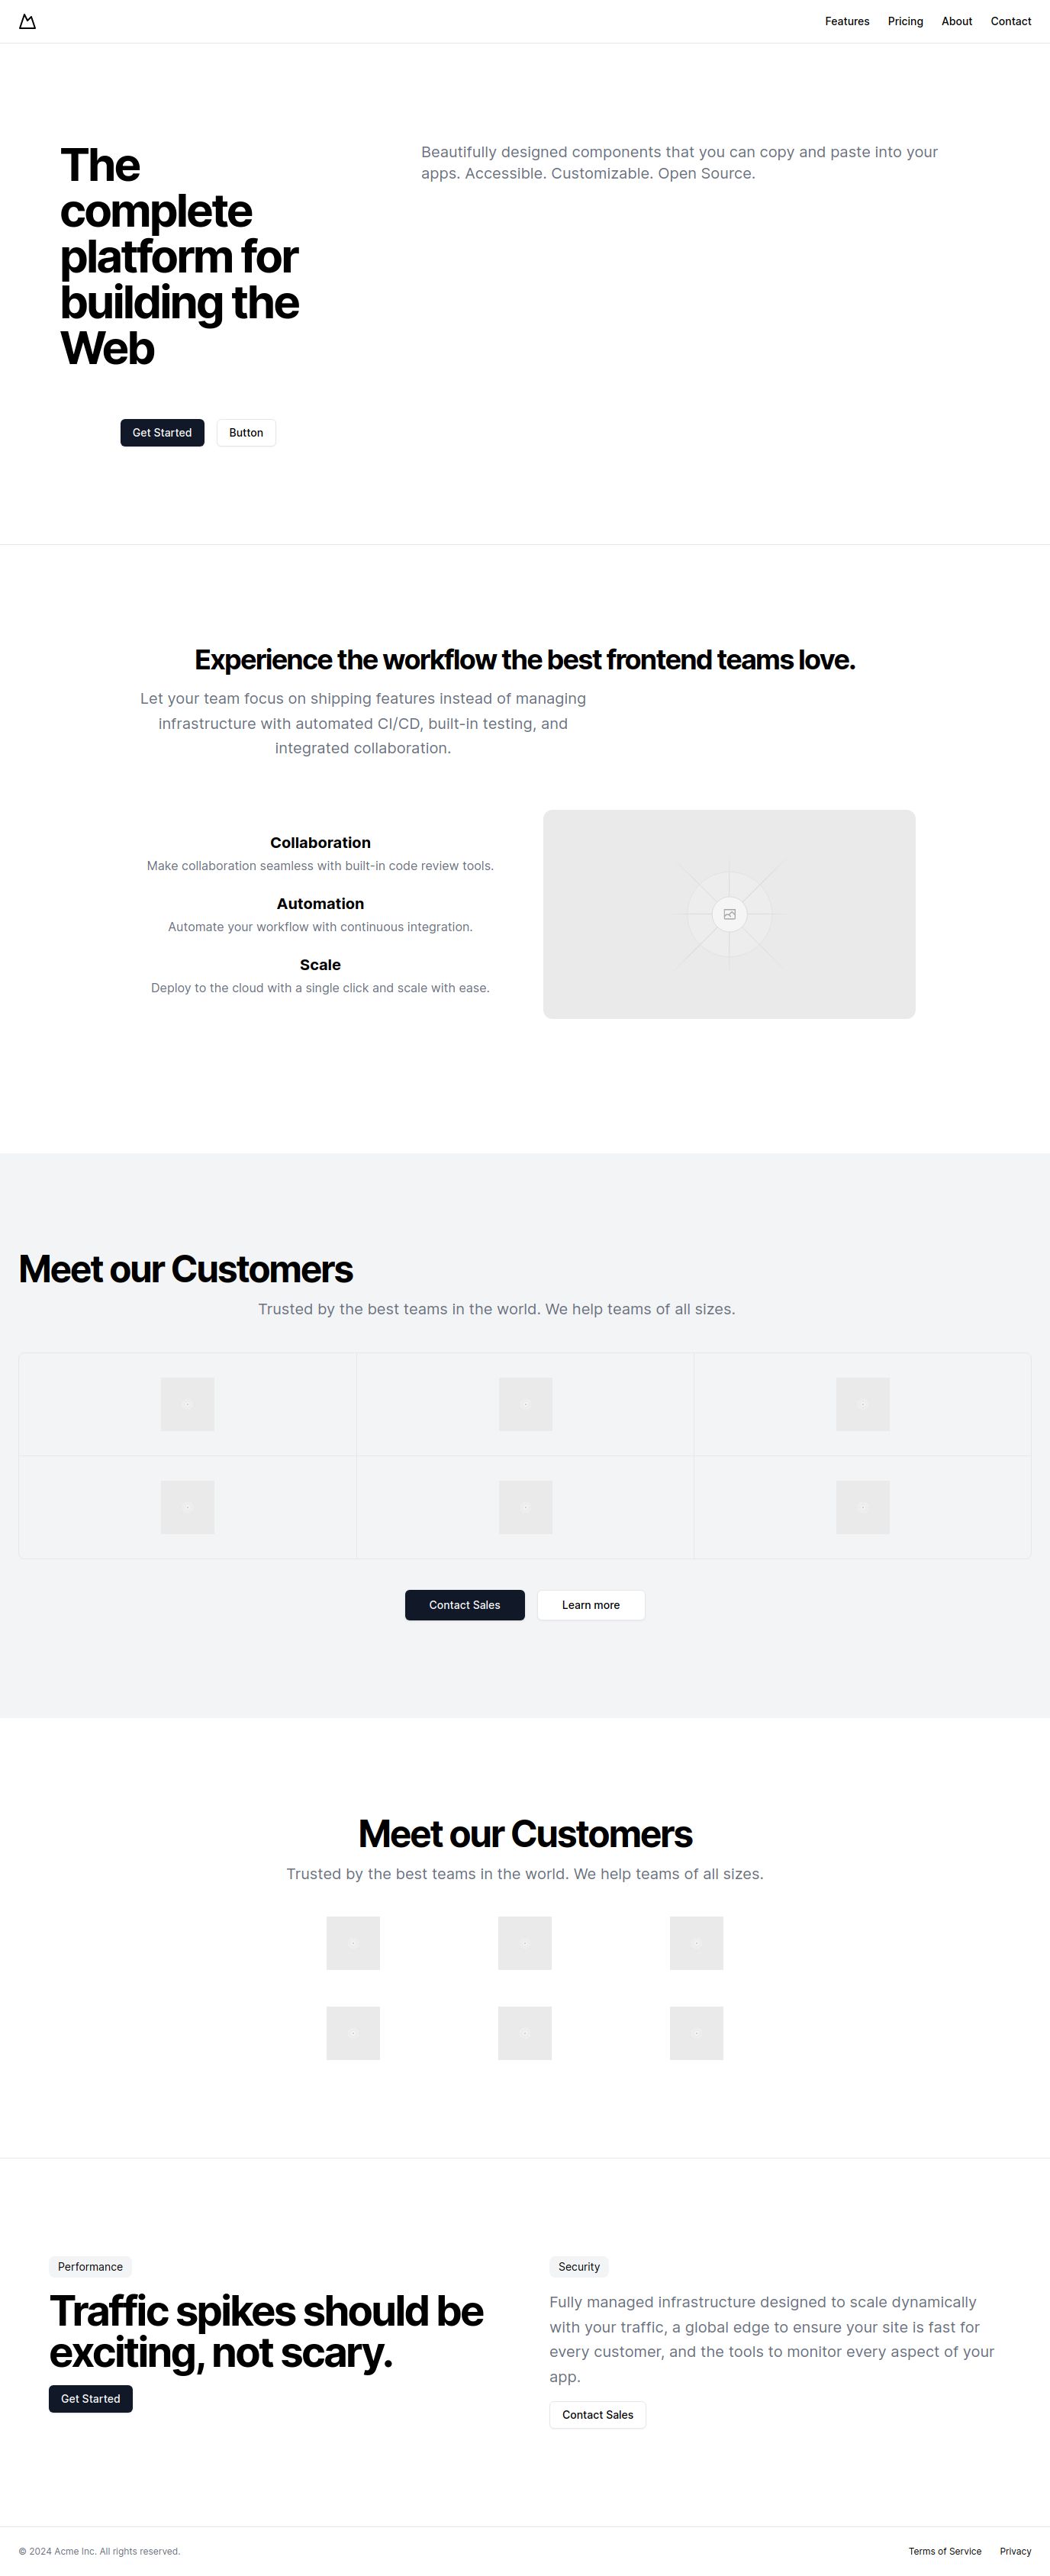 Features Pricing About Contact
The
complete
platform for
building the
Web
Beautifully designed components that you can copy and paste into your
apps. Accessible. Customizable. Open Source.
Get Started Button
Experience the workflow the best frontend teams love.
Let your team focus on shipping features instead of managing
infrastructure with automated CI/CD, built-in testing, and
integrated collaboration.
Collaboration
Make collaboration seamless with built-in code review tools.
Automation
Automate your workflow with continuous integration.
Scale
Deploy to the cloud with a single click and scale with ease.
Meet our Customers
Trusted by the best teams in the world. We help teams of all sizes.
Contact Sales Learn more
Meet our Customers
Trusted by the best teams in the world. We help teams of all sizes.
Performance
Traffic spikes should be
exciting, not scary.
Get Started
Security
Fully managed infrastructure designed to scale dynamically
with your traffic, a global edge to ensure your site is fast for
every customer, and the tools to monitor every aspect of your
app.
Contact Sales
© 2024 Acme Inc. All rights reserved.
Terms of Service Privacy